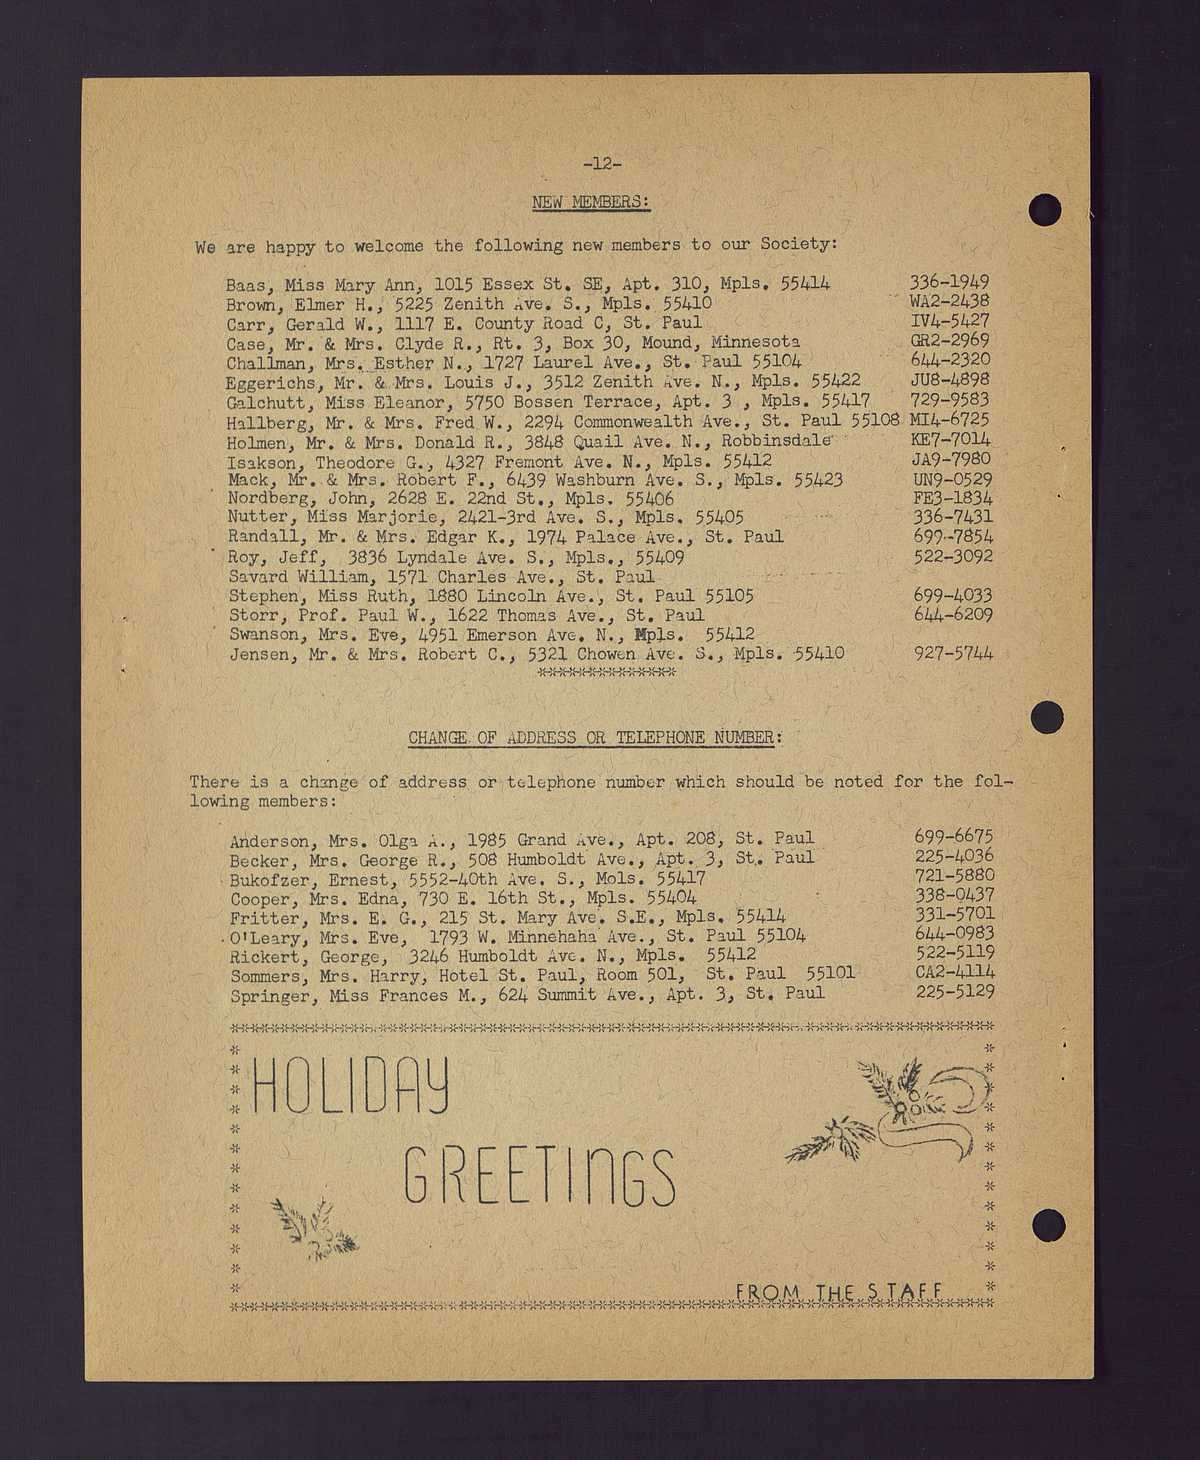 -12-
NEW MEMBERS:
We are happy to welcome the following new members to our Society:
Baas, Miss Mary Ann, 1015 Essex St. SE, Apt. 310, Mpls. 55414 336-1949
Brown, Elmer H., 5225 Zenith Ave. S., Mpls. 55410 WA2-2438
Carr, Gerald W., 1117 E. County Road C, St. Paul IV4-5427
Case, Mr. & Mrs. Clyde R., Rt. 3, Box 30, Mound, Minnesota GR2-2969
Challman, Mrs. Esther N., 1727 Laurel Ave., St. Paul 55104 644-2320
Eggerichs, Mr. & Mrs. Louis J., 3512 Zenith Ave. N., Mpls. 55422 JU8-4898
Galchutt, Miss Eleanor, 5750 Bossen Terrace, Apt. 3 , Mpls. 55417 729-9583
Hallberg, Mr. & Mrs. Fred W., 2294 Commonwealth Ave., St. Paul 55108 MI4-6725
Holmen, Mr. & Mrs. Donald R., 3848 Quail Ave. N., Robbinsdale KE7-7014
Isakson, Theodore G., 4327 Fremont Ave. N., Mpls. 55412 JA9-7980
Mack, Mr. & Mrs. Robert F., 6439 Washburn Ave. S., Mpls. 55423 UN9-0529
Nordberg, John, 2628 E. 22nd St., Mpls. 55406 FE3-1834
Nutter, Miss Marjorie, 2421-3rd Ave. S., Mpls. 55405 336-7431
Randall, Mr. & Mrs. Edgar K., 1974 Palace Ave., St. Paul 699-7854
Roy, Jeff, 3836 Lyndale Ave. S., Mpls., 55409 522-3092
Savard William, 1571 Charles Ave., St. Paul
Stephen, Miss Ruth, 1880 Lincoln Ave., St. Paul 55105 699-4033
Storr, Prof. Paul W., 1622 Thomas Ave., St. Paul 644-6209
Swanson, Mrs. Eve, 4951 Emerson Ave. N., Mpls. 55412
Jensen, Mr. & Mrs. Robert C., 5321 Chowen Ave. S., Mpls. 55410 927-5744
****************
CHANGE OF ADDRESS OR TELEPHONE NUMBER:
There is a change of address or telephone number which should be noted for the fol-
lowing members:
Anderson, Mrs. Olga A., 1985 Grand Ave., Apt. 208, St. Paul 699-6675
Becker, Mrs. George R., 508 Humboldt Ave., Apt. 3, St. Paul 225-4036
Bukofzer, Ernest, 5552-40th Ave. S., Mols. 55417 721-5880
Cooper, Mrs. Edna, 730 E. 16th St., Mpls. 55404 338-0437
Fritter, Mrs. E. G., 215 St. Mary Ave. S.E., Mpls. 55414 331-5701
O'Leary, Mrs. Eve, 1793 W. Minnehaha Ave., St. Paul 55104 644-0983
Rickert, George, 3246 Humboldt Ave. N., Mpls. 55412 522-5119
Sommers, Mrs. Harry, Hotel St. Paul, Room 501, St. Paul 55101 CA2-4114
Springer, Miss Frances M., 624 Summit Ave., Apt. 3, St. Paul 225-5129
HOLIDAY
GREETINGS
FROM THE STAFF